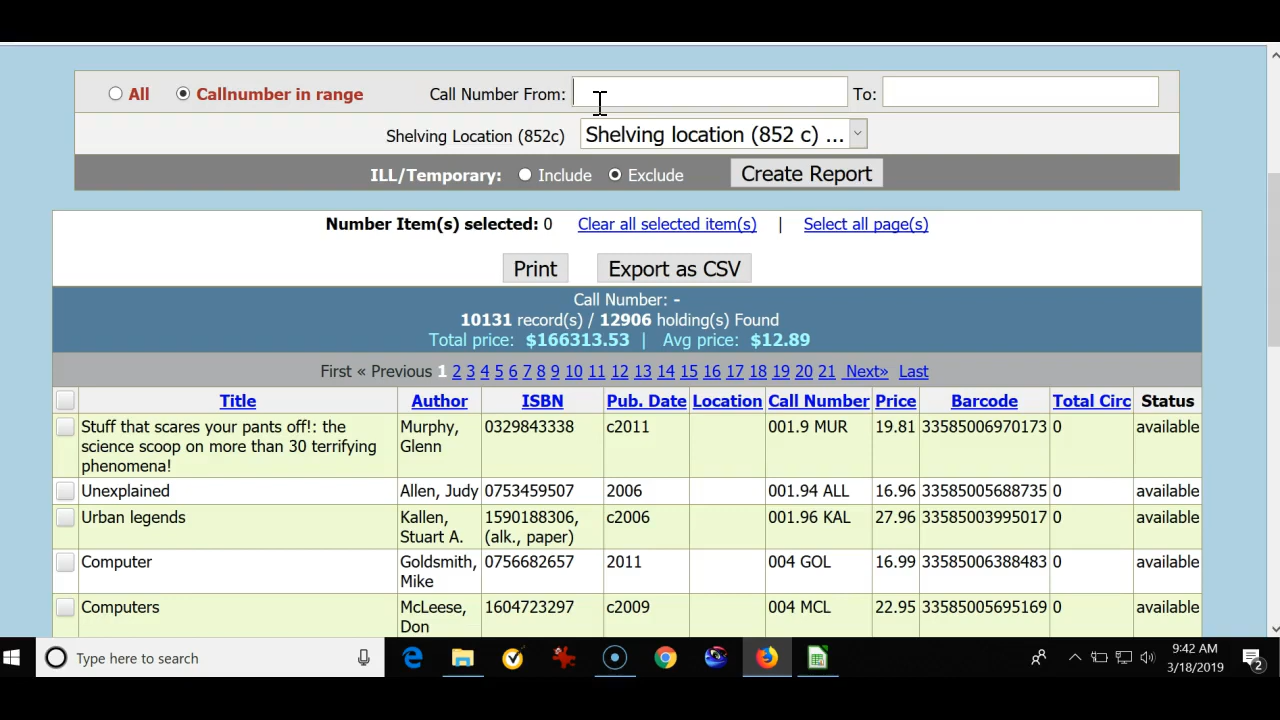 All Callnumber in range Call Number From: To:
Shelving Location (852c) Shelving location (852 c) ...
ILL/Temporary: Include Exclude Create Report
Number Item(s) selected: 0 Clear all selected item(s) | Select all page(s)
Print Export as CSV
Call Number: -
10131 record(s) / 12906 holding(s) Found
Total price: $166313.53 | Avg price: $12.89
First « Previous 1 2 3 4 5 6 7 8 9 10 11 12 13 14 15 16 17 18 19 20 21 Next» Last
Title Author ISBN Pub. Date Location Call Number Price Barcode Total Circ Status
Stuff that scares your pants off!: the Murphy, 0329843338 c2011 001.9 MUR 19.81 33585006970173 0 available
science scoop on more than 30 terrifying Glenn
phenomena!
Unexplained Allen, Judy 0753459507 2006 001.94 ALL 16.96 33585005688735 0 available
Urban legends Kallen, 1590188306, c2006 001.96 KAL 27.96 33585003995017 0 available
Stuart A. (alk., paper)
Computer Goldsmith, 0756682657 2011 004 GOL 16.99 33585006388483 0 available
Mike
Computers McLeese, 1604723297 c2009 004 MCL 22.95 33585005695169 0 available
Don
Type here to search 9:42 AM
3/18/2019 2